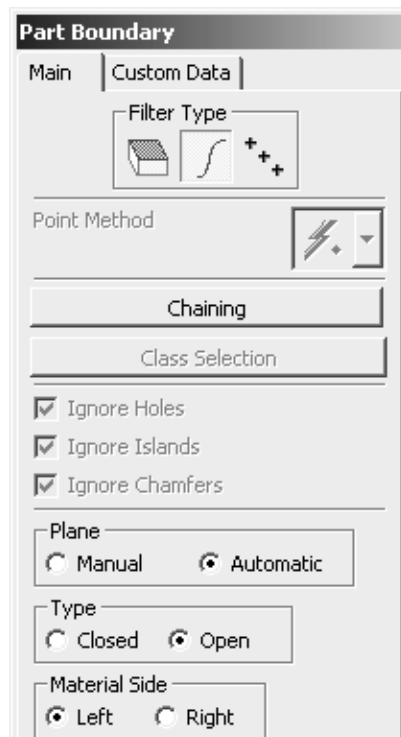 Part Boundary
Main Custom Data
Filter Type
Point Method
Chaining
Class Selection
Ignore Holes
Ignore Islands
Ignore Chamfers
Plane
Manual Automatic
Type
Closed Open
Material Side
Left Right